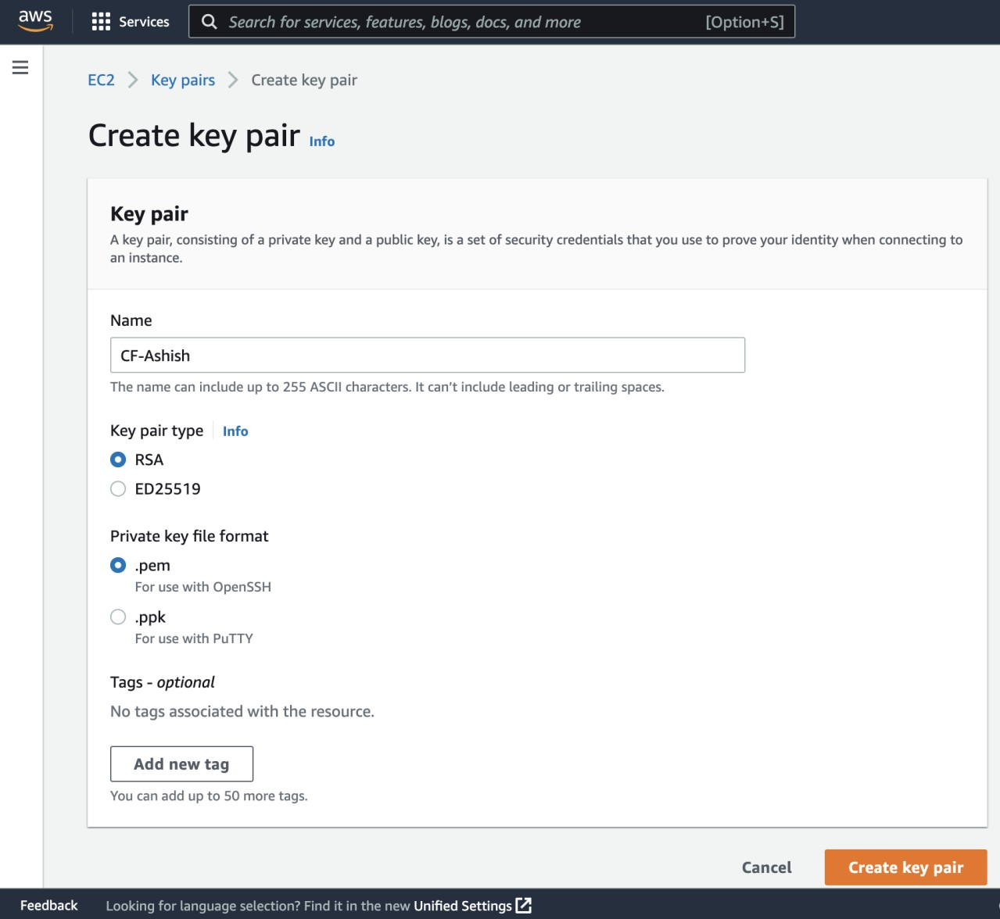 aws
Services
Search for services, features, blogs, docs, and more
[Option+S]
EC2
Key pairs
Create key pair
Create key pair Info
Key pair
A key pair, consisting of a private key and a public key, is a set of security credentials that you use to prove your identity when connecting to
an instance.
Name
CF-Ashish
The name can include up to 255 ASCII characters. It can’t include leading or trailing spaces.
Key pair type Info
RSA
ED25519
Private key file format
.pem
For use with OpenSSH
.ppk
For use with PuTTY
Tags - optional
No tags associated with the resource.
Add new tag
You can add up to 50 more tags.
Cancel
Create key pair
Feedback
Looking for language selection? Find it in the new Unified Settings